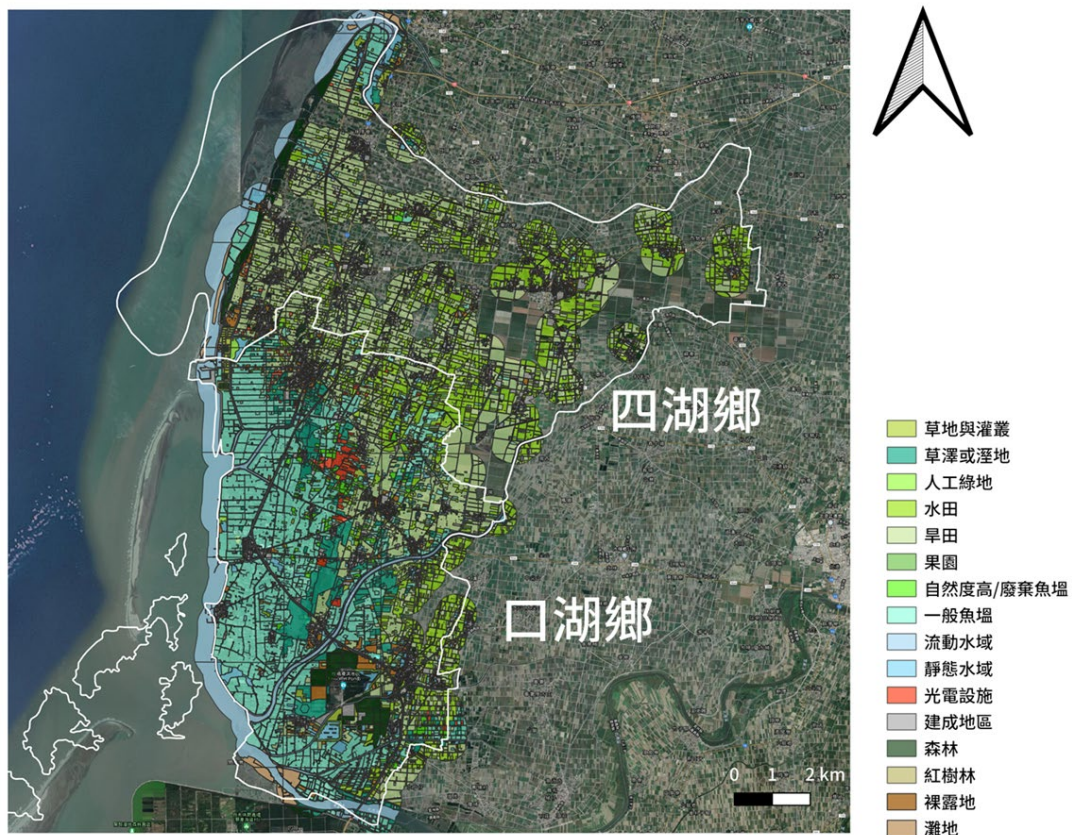 四湖鄉
口湖鄉
0 1 2 km
草地與灌叢
草澤或溼地
人工綠地
水田
旱田
果園
自然度高/廢棄魚塭
一般魚塭
流動水域
靜態水域
光電設施
建成地區
森林
紅樹林
裸露地
灘地